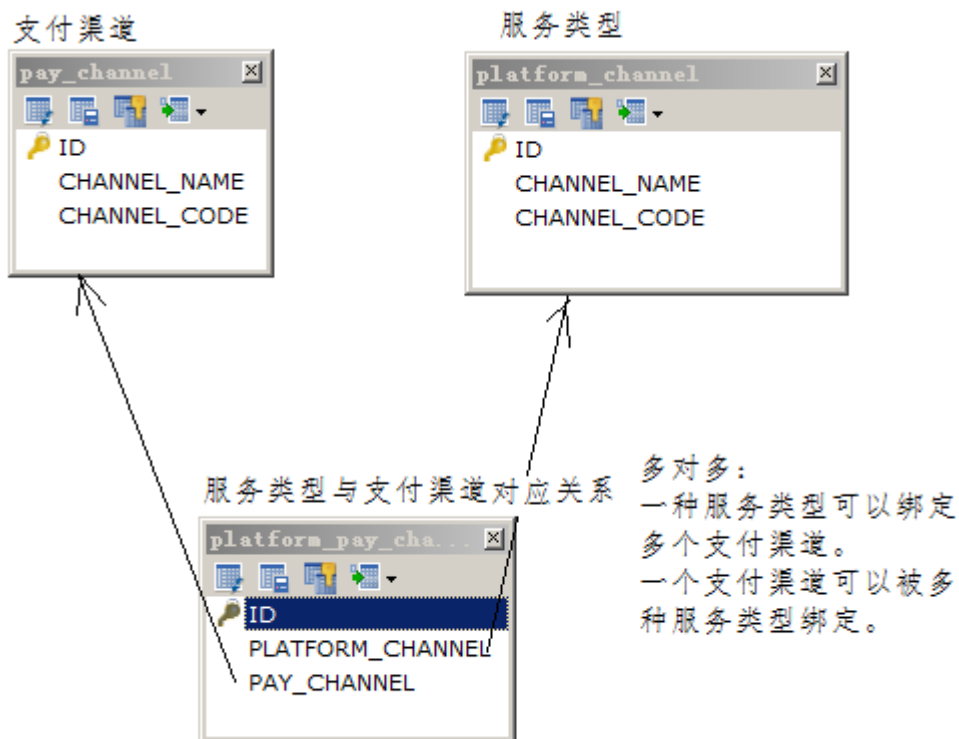 支付渠道
pay_channel
ID
CHANNEL_NAME
CHANNEL_CODE
服务类型
platform_channel
ID
CHANNEL_NAME
CHANNEL_CODE
服务类型与支付渠道对应关系
platform_pay_cha...
ID
PLATFORM_CHANNEL
PAY_CHANNEL
多对多：
一种服务类型可以绑定
多个支付渠道。
一个支付渠道可以被多
种服务类型绑定。